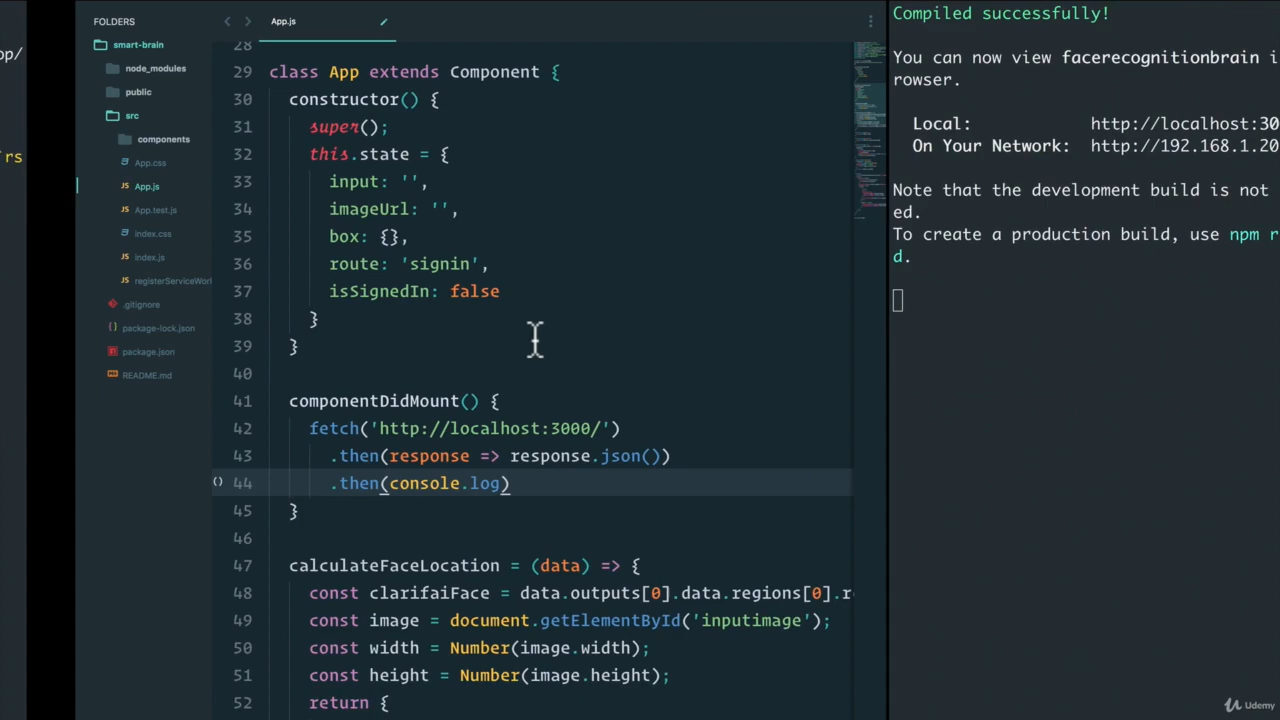 op/
rs
FOLDERS
smart-brain
node_modules
public
src
components
App.css
JS App.js
JS App.test.js
index.css
JS index.js
JS registerServiceWorl
.gitignore
package-lock.json
package.json
README.md
App.js
28
29 class App extends Component {
30 constructor() {
31 super();
32 this.state = {
33 input: '',
34 imageUrl: '',
35 box: {},
36 route: 'signin',
37 isSignedIn: false
38 }
39 }
40
41 componentDidMount() {
42 fetch('http://localhost:3000/')
43 .then(response => response.json())
44 .then(console.log)
45 }
46
47 calculateFaceLocation = (data) => {
48 const clarifaiFace = data.outputs[0].data.regions[0].r
49 const image = document.getElementById('inputimage');
50 const width = Number(image.width);
51 const height = Number(image.height);
52 return {
Compiled successfully!
You can now view facerecognitionbrain i
rowser.
Local: http://localhost:30
On Your Network: http://192.168.1.20
Note that the development build is not
ed.
To create a production build, use npm r
d.
Udemy